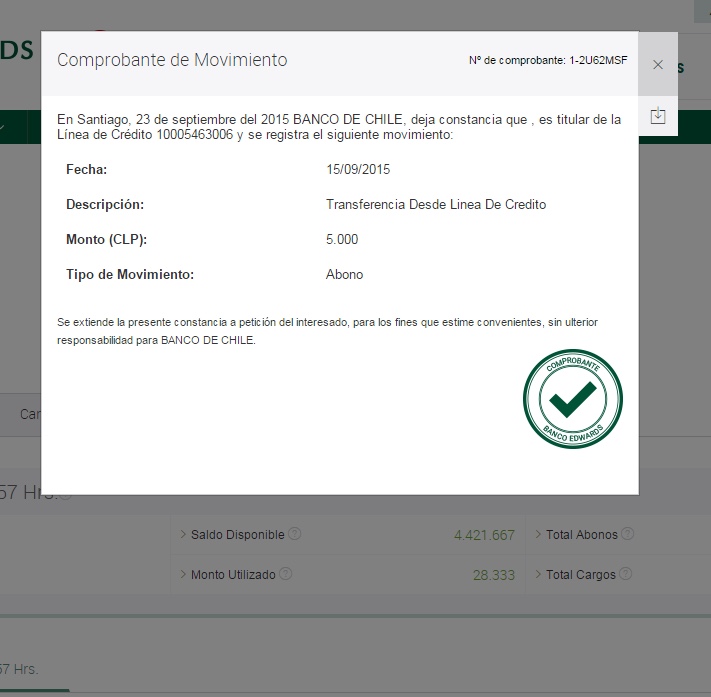 DS
Comprobante de Movimiento
Nº de comprobante: 1-2U62MSF
S
En Santiago, 23 de septiembre del 2015 BANCO DE CHILE, deja constancia que , es titular de la
Línea de Crédito 10005463006 y se registra el siguiente movimiento:
Fecha: 15/09/2015
Descripción: Transferencia Desde Linea De Credito
Monto (CLP): 5.000
Tipo de Movimiento: Abono
Se extiende la presente constancia a petición del interesado, para los fines que estime convenientes, sin ulterior
responsabilidad para BANCO DE CHILE.
COMPROBANTE
BANCO EDWARDS
Car
57 Hrs.
Saldo Disponible ? 4.421.667 Total Abonos ?
Monto Utilizado ? 28.333 Total Cargos ?
57 Hrs.